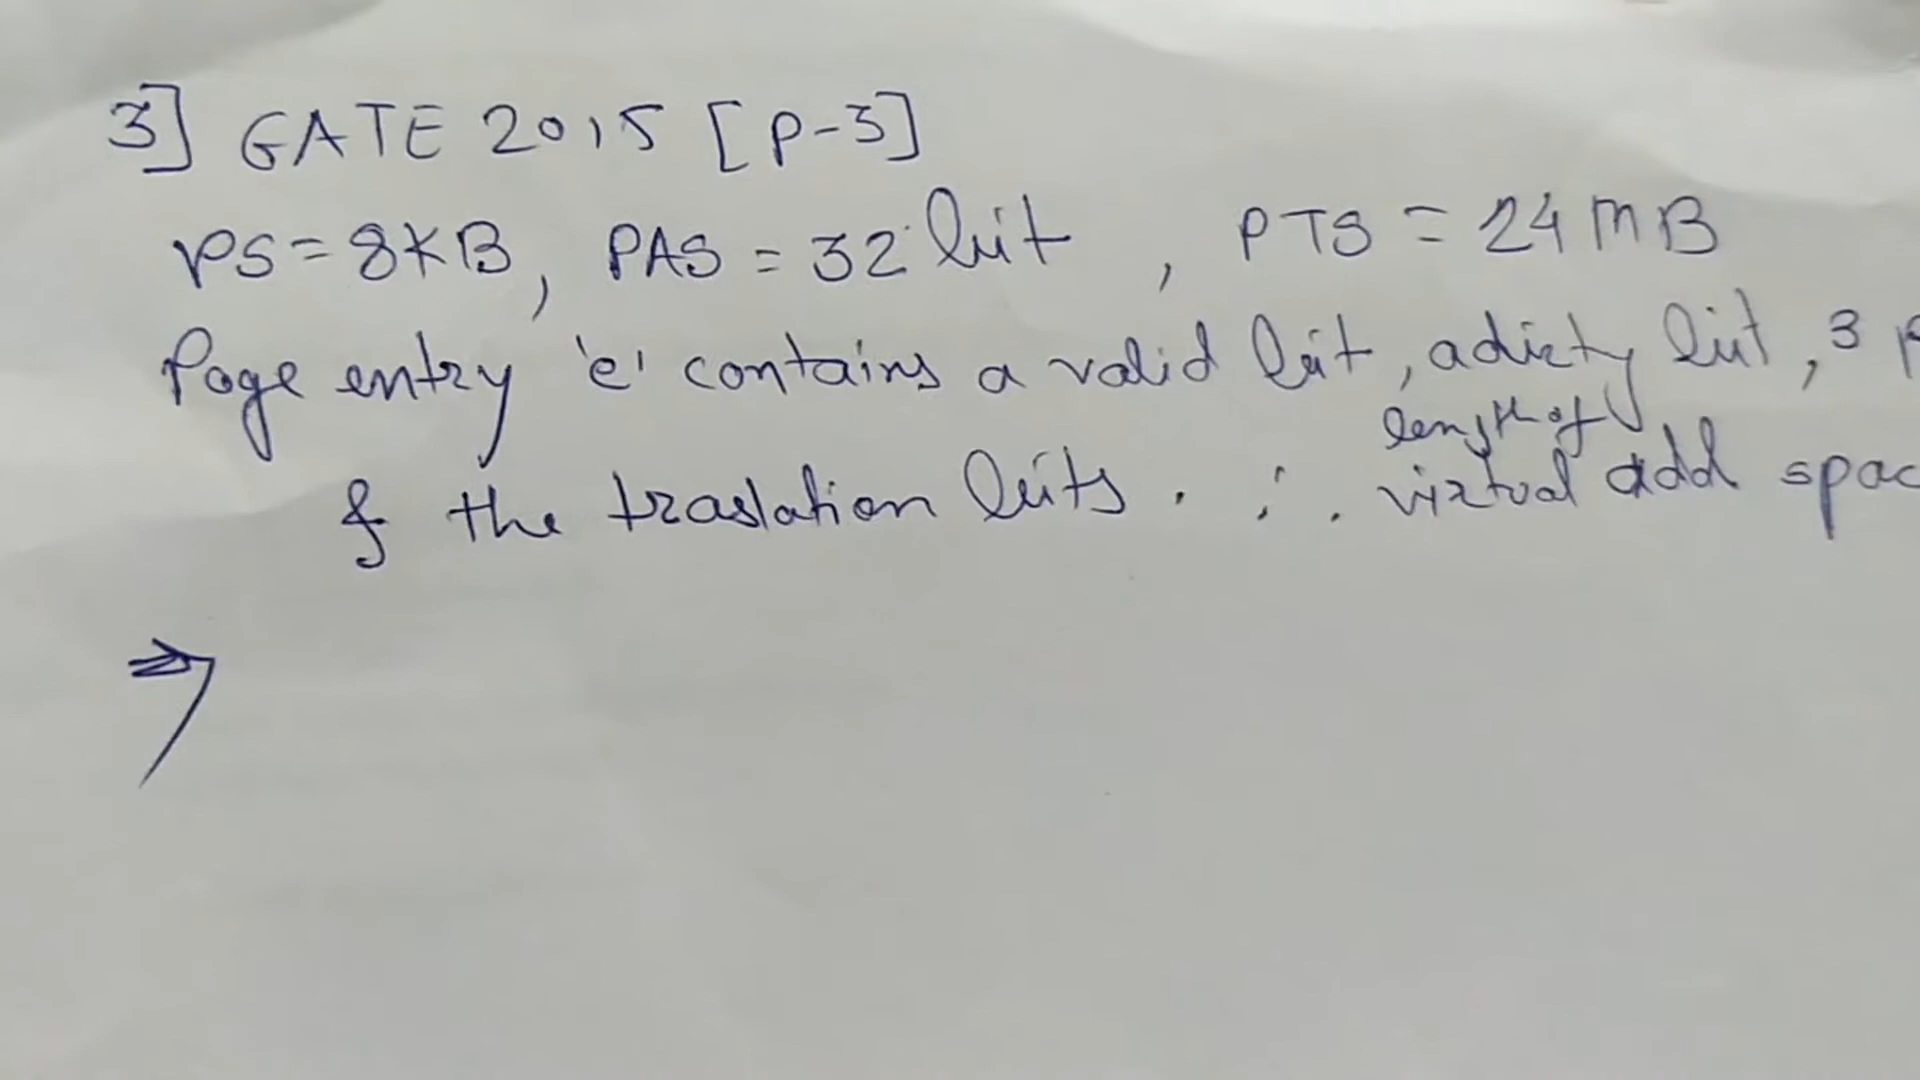 3] GATE 2015 [P-3]
PS = 8KB, PAS = 32 bit, PTS = 24 MB
Page entry 'e' contains a valid bit, a dirty bit, 3
length of
& the traslation bits. ∴ virtual add spac
⇒